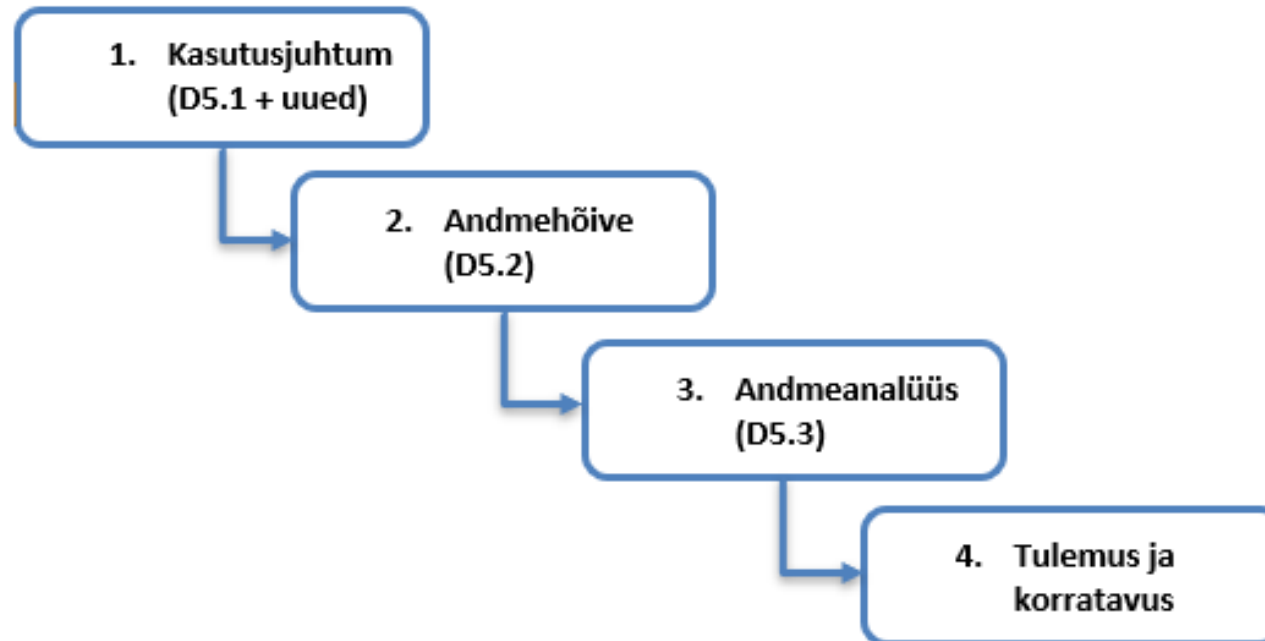 1. Kasutusjuhtum
(D5.1 + uued)
2. Andmehõive
(D5.2)
3. Andmeanalüüs
(D5.3)
4. Tulemus ja
korratavus